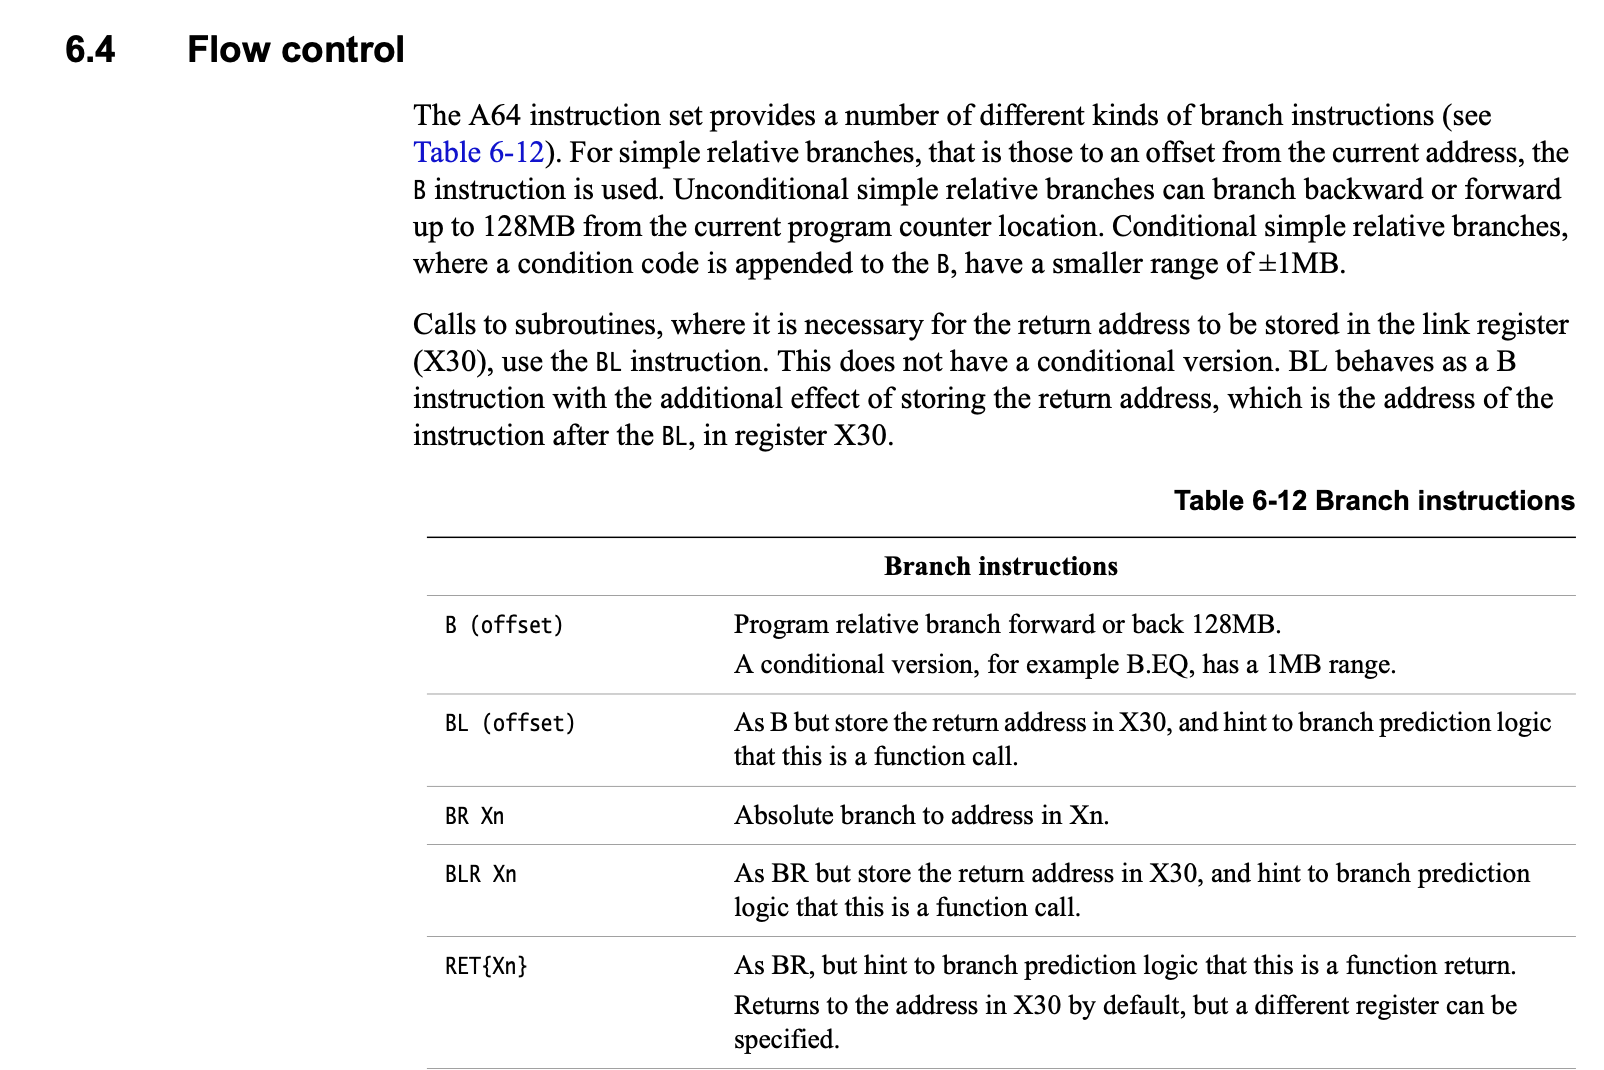 6.4 Flow control
The A64 instruction set provides a number of different kinds of branch instructions (see
Table 6-12). For simple relative branches, that is those to an offset from the current address, the
B instruction is used. Unconditional simple relative branches can branch backward or forward
up to 128MB from the current program counter location. Conditional simple relative branches,
where a condition code is appended to the B, have a smaller range of ±1MB.
Calls to subroutines, where it is necessary for the return address to be stored in the link register
(X30), use the BL instruction. This does not have a conditional version. BL behaves as a B
instruction with the additional effect of storing the return address, which is the address of the
instruction after the BL, in register X30.
Table 6-12 Branch instructions
Branch instructions
B (offset) Program relative branch forward or back 128MB.
A conditional version, for example B.EQ, has a 1MB range.
BL (offset) As B but store the return address in X30, and hint to branch prediction logic
that this is a function call.
BR Xn Absolute branch to address in Xn.
BLR Xn As BR but store the return address in X30, and hint to branch prediction
logic that this is a function call.
RET{Xn} As BR, but hint to branch prediction logic that this is a function return.
Returns to the address in X30 by default, but a different register can be
specified.